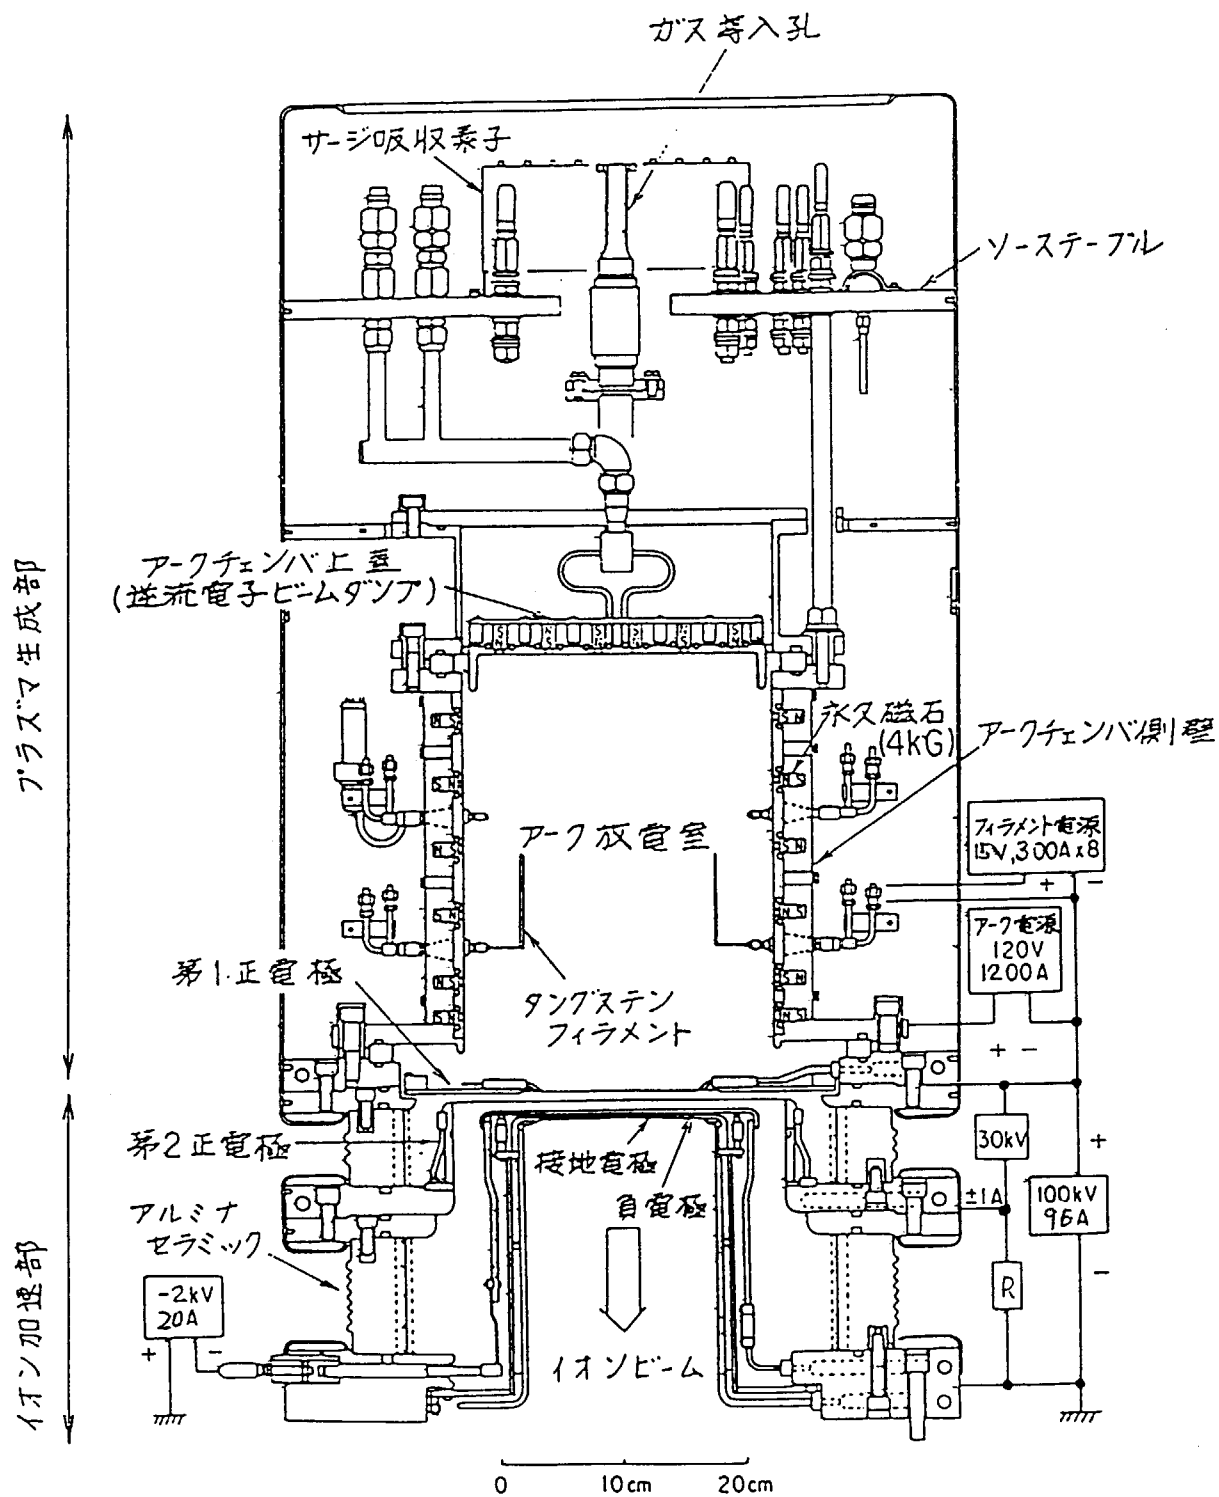 ガス導入孔
サージ吸収素子
ソーステーブル
プラズマ生成部
アークチェンバ上蓋
(逆流電子ビームダンプ)
永久磁石
(4kG)
アークチェンバ側壁
アーク放電室
フィラメント電源
15V,300A×8
+ −
アーク電源
120V
1200A
+ −
第1正電極
タングステン
フィラメント
第2正電極
接地電極
負電極
30kV
+
±1A
100kV
96A
−
R
アルミナ
セラミック
イオン加速部
-2kV
20A
+ −
イオンビーム
0 10cm 20cm